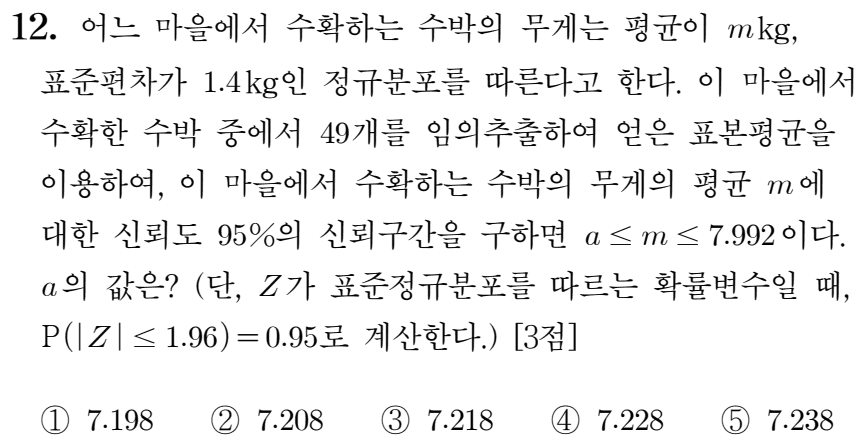 12. 어느 마을에서 수확하는 수박의 무게는 평균이 m kg,
표준편차가 1.4 kg인 정규분포를 따른다고 한다. 이 마을에서
수확한 수박 중에서 49개를 임의추출하여 얻은 표본평균을
이용하여, 이 마을에서 수확하는 수박의 무게의 평균 m에
대한 신뢰도 95%의 신뢰구간을 구하면 a ≤ m ≤ 7.992이다.
a의 값은? (단, Z가 표준정규분포를 따르는 확률변수일 때,
P(|Z| ≤ 1.96) = 0.95로 계산한다.) [3점]
① 7.198 ② 7.208 ③ 7.218 ④ 7.228 ⑤ 7.238